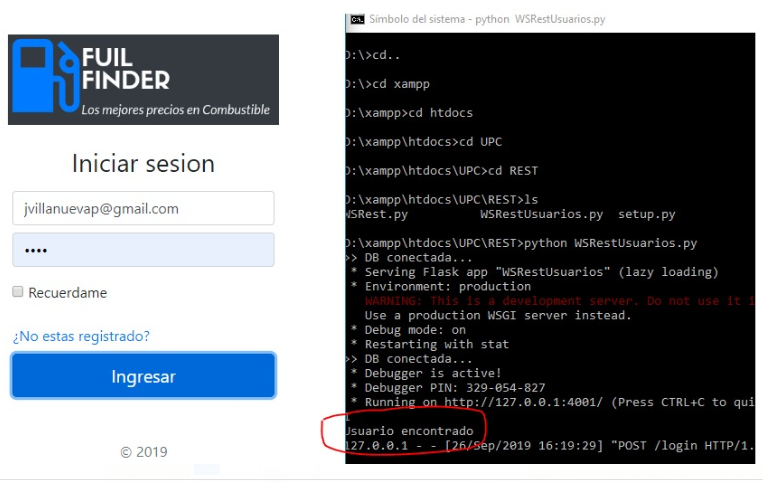 FUIL
FINDER
Los mejores precios en Combustible
Iniciar sesion
jvillanuevap@gmail.com
••••
Recuerdame
¿No estas registrado?
Ingresar
© 2019
Símbolo del sistema - python WSRestUsuarios.py
D:\>cd..
D:\>cd xampp
D:\xampp>cd htdocs
D:\xampp\htdocs>cd UPC
D:\xampp\htdocs\UPC>cd REST
D:\xampp\htdocs\UPC\REST>ls
WSRest.py WSRestUsuarios.py setup.py
D:\xampp\htdocs\UPC\REST>python WSRestUsuarios.py
>> DB conectada...
* Serving Flask app "WSRestUsuarios" (lazy loading)
* Environment: production
WARNING: This is a development server. Do not use it i
Use a production WSGI server instead.
* Debug mode: on
* Restarting with stat
>> DB conectada...
* Debugger is active!
* Debugger PIN: 329-054-827
* Running on http://127.0.0.1:4001/ (Press CTRL+C to qui
Usuario encontrado
127.0.0.1 - - [26/Sep/2019 16:19:29] "POST /login HTTP/1.